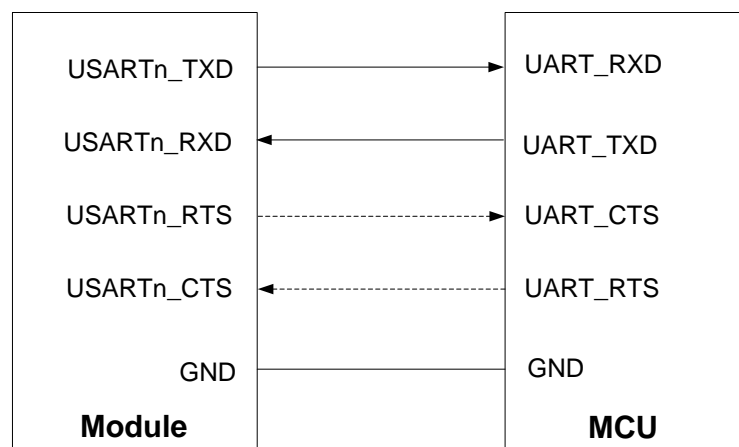 USARTn_TXD UART_RXD
USARTn_RXD UART_TXD
USARTn_RTS UART_CTS
USARTn_CTS UART_RTS
GND GND
Module MCU